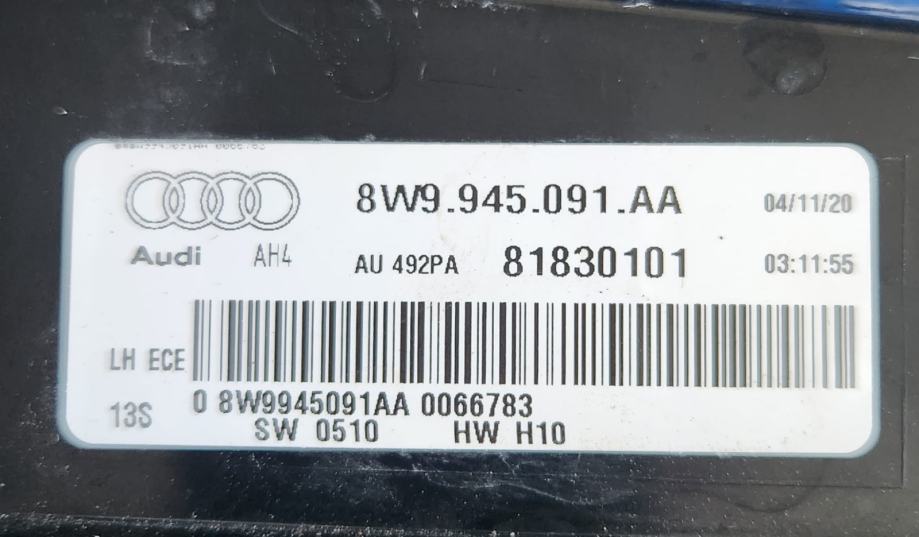 8W9.945.091.AA 04/11/20
Audi AH4 AU 492PA 81830101 03:11:55
LH ECE
13S 0 8W9945091AA 0066783
SW 0510 HW H10